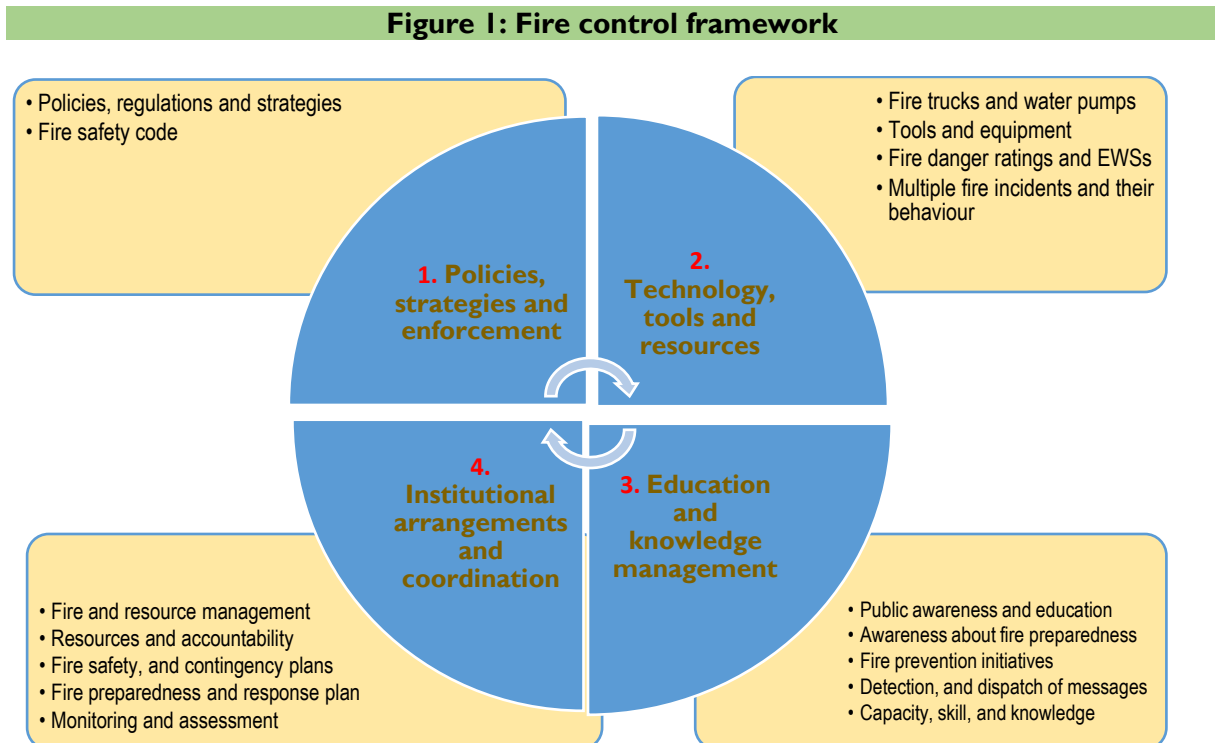 Figure 1: Fire control framework
• Policies, regulations and strategies
• Fire safety code
• Fire trucks and water pumps
• Tools and equipment
• Fire danger ratings and EWSs
• Multiple fire incidents and their
behaviour
1. Policies,
strategies and
enforcement
2.
Technology,
tools and
resources
4.
Institutional
arrangements
and
coordination
3. Education
and
knowledge
management
• Fire and resource management
• Resources and accountability
• Fire safety, and contingency plans
• Fire preparedness and response plan
• Monitoring and assessment
• Public awareness and education
• Awareness about fire preparedness
• Fire prevention initiatives
• Detection, and dispatch of messages
• Capacity, skill, and knowledge